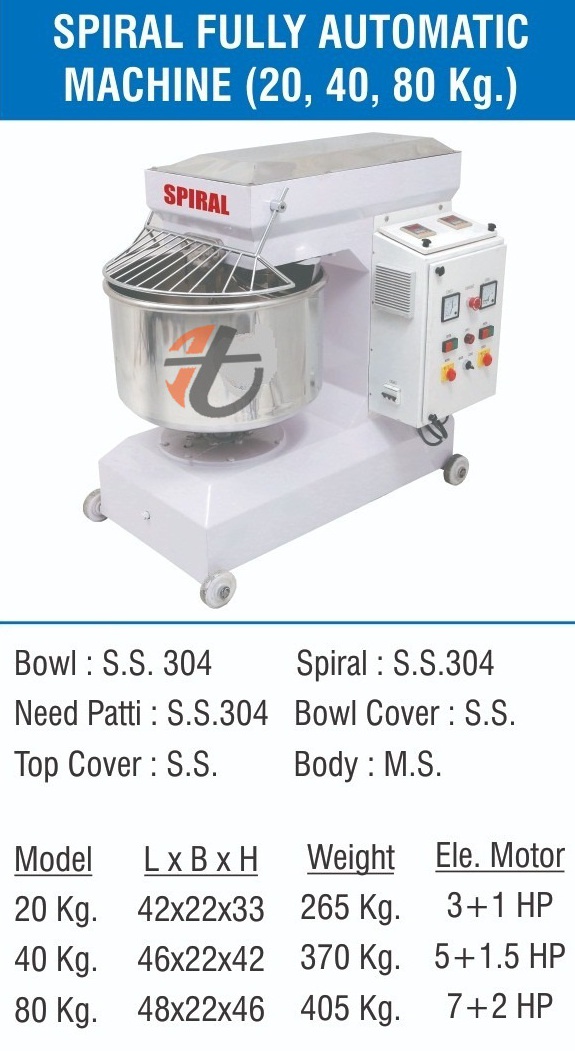 SPIRAL FULLY AUTOMATIC
MACHINE (20, 40, 80 Kg.)
SPIRAL
t
Bowl : S.S. 304 Spiral : S.S.304
Need Patti : S.S.304 Bowl Cover : S.S.
Top Cover : S.S. Body : M.S.
Model L x B x H Weight Ele. Motor
20 Kg. 42x22x33 265 Kg. 3+1 HP
40 Kg. 46x22x42 370 Kg. 5+1.5 HP
80 Kg. 48x22x46 405 Kg. 7+2 HP